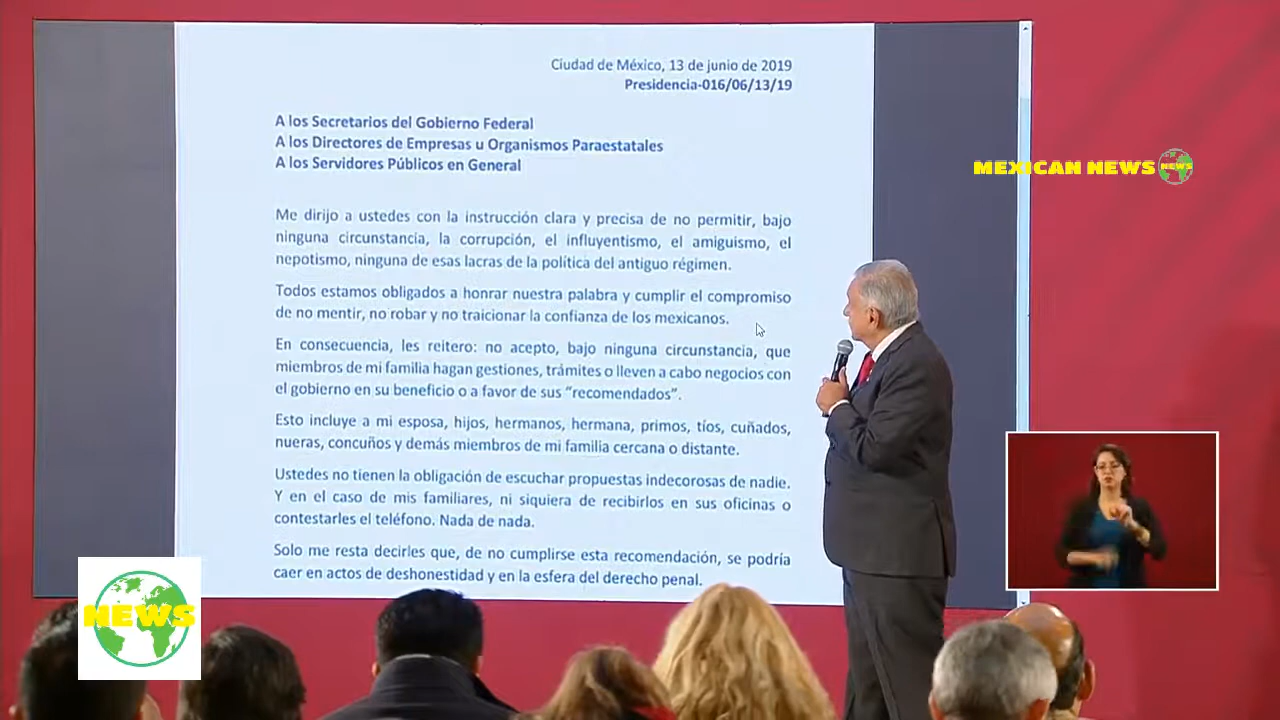 Ciudad de México, 13 de junio de 2019
Presidencia-016/06/13/19
A los Secretarios del Gobierno Federal
A los Directores de Empresas u Organismos Paraestatales
A los Servidores Públicos en General
MEXICAN NEWS
NEWS
Me dirijo a ustedes con la instrucción clara y precisa de no permitir, bajo
ninguna circunstancia, la corrupción, el influyentismo, el amiguismo, el
nepotismo, ninguna de esas lacras de la política del antiguo régimen.
Todos estamos obligados a honrar nuestra palabra y cumplir el compromiso
de no mentir, no robar y no traicionar la confianza de los mexicanos.
En consecuencia, les reitero: no acepto, bajo ninguna circunstancia, que
miembros de mi familia hagan gestiones, trámites o lleven a cabo negocios con
el gobierno en su beneficio o a favor de sus “recomendados”.
Esto incluye a mi esposa, hijos, hermanos, hermana, primos, tíos, cuñados,
nueras, concuños y demás miembros de mi familia cercana o distante.
Ustedes no tienen la obligación de escuchar propuestas indecorosas de nadie.
Y en el caso de mis familiares, ni siquiera de recibirlos en sus oficinas o
contestarles el teléfono. Nada de nada.
Solo me resta decirles que, de no cumplirse esta recomendación, se podría
caer en actos de deshonestidad y en la esfera del derecho penal.
NEWS